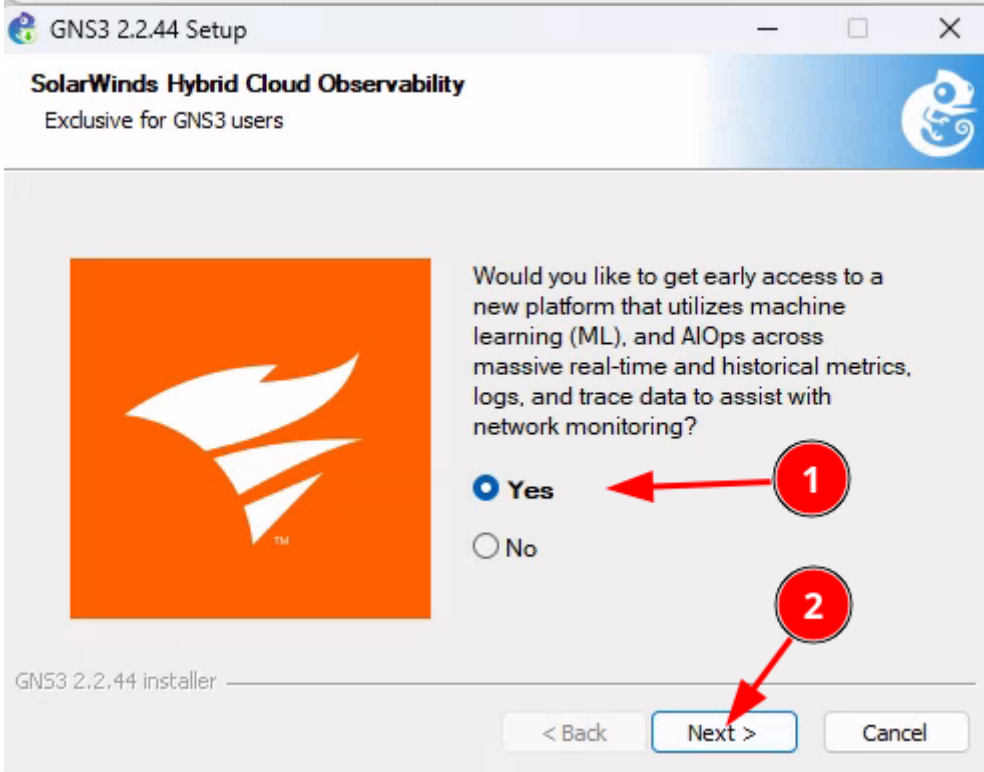 GNS3 2.2.44 Setup
SolarWinds Hybrid Cloud Observability
Exclusive for GNS3 users
Would you like to get early access to a
new platform that utilizes machine
learning (ML), and AIOps across
massive real-time and historical metrics,
logs, and trace data to assist with
network monitoring?
Yes
1
No
2
TM
GNS3 2.2.44 installer
< Back
Next >
Cancel